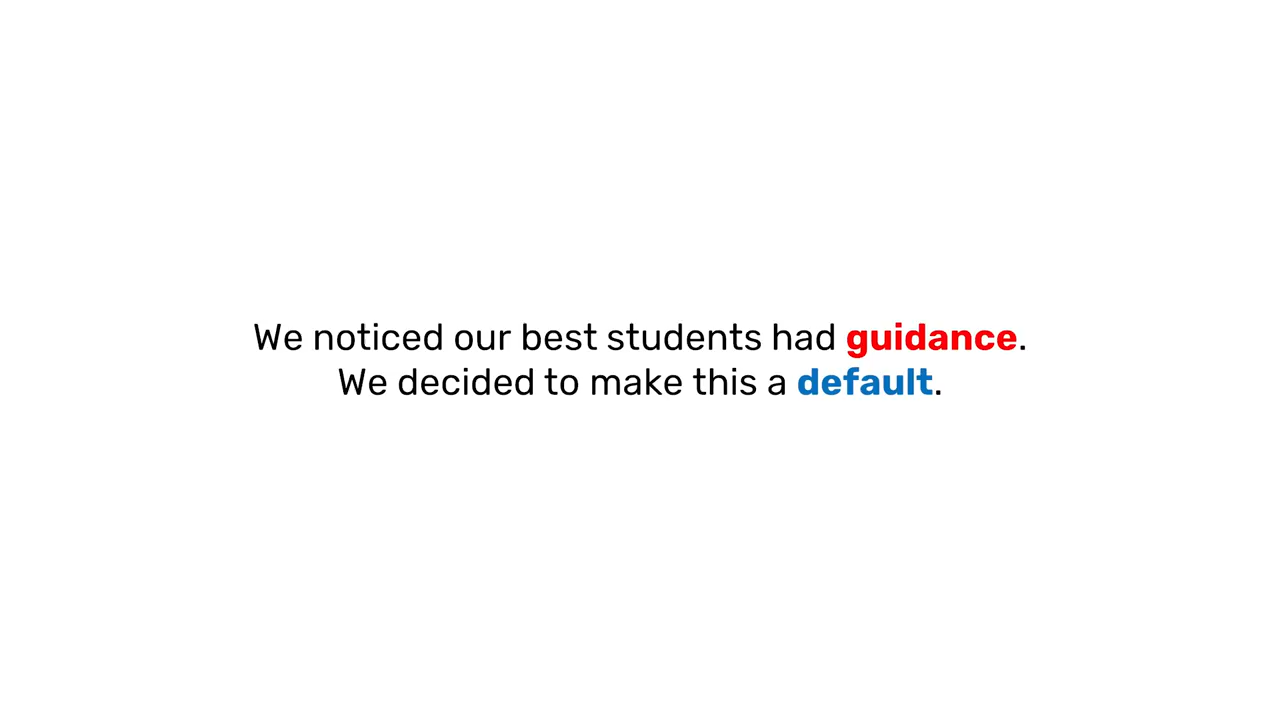 We noticed our best students had guidance.
We decided to make this a default.